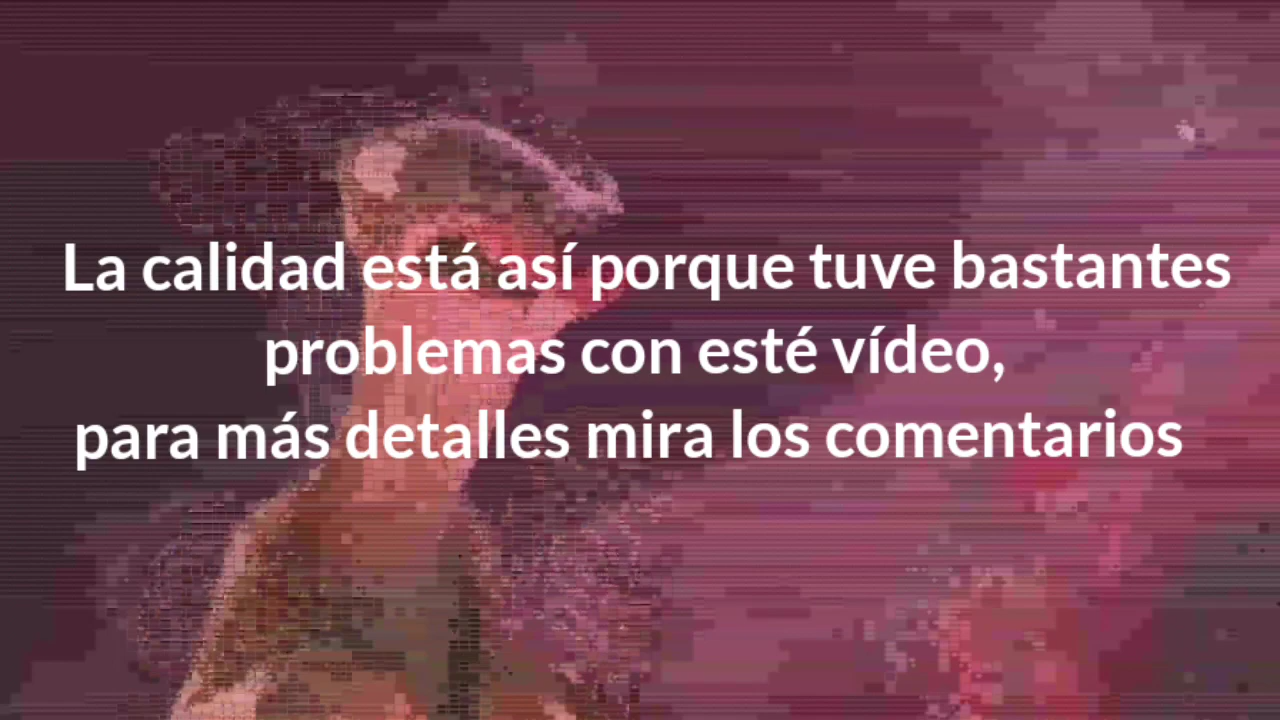 La calidad está así porque tuve bastantes
problemas con esté vídeo,
para más detalles mira los comentarios